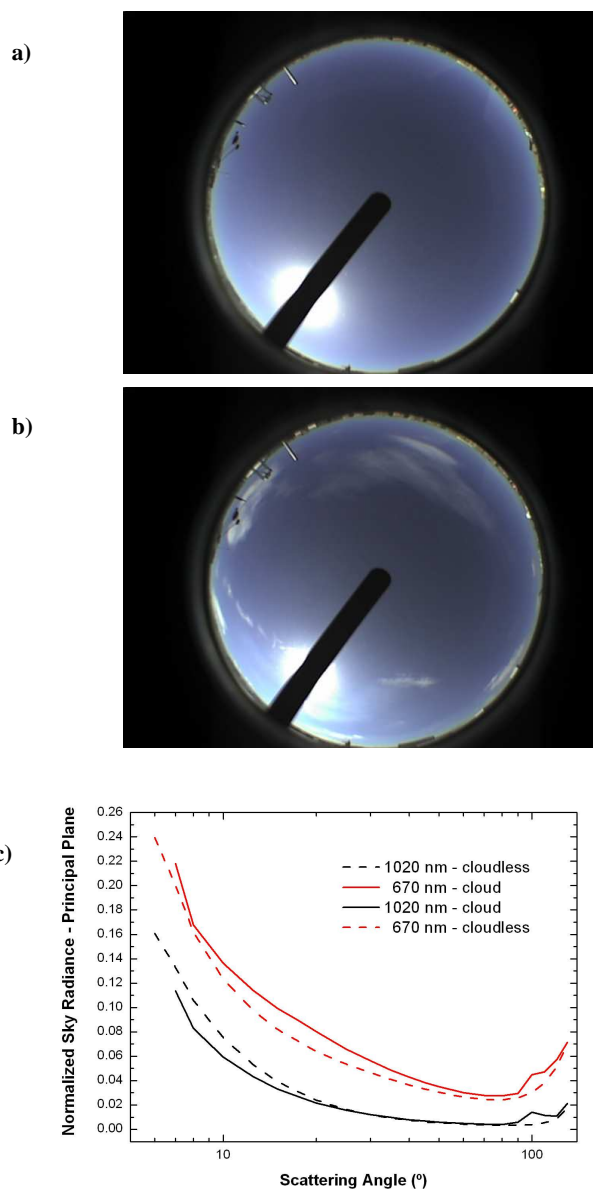 a)
b)
c)
Normalized Sky Radiance - Principal Plane
0.26
0.24
0.22
0.20
0.18
0.16
0.14
0.12
0.10
0.08
0.06
0.04
0.02
0.00
1020 nm - cloudless
670 nm - cloud
1020 nm - cloud
670 nm - cloudless
10
100
Scattering Angle (º)